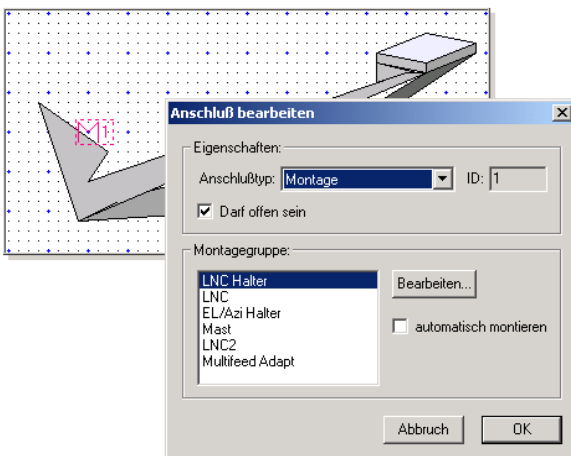 M1
Anschluß bearbeiten
Eigenschaften:
Anschlußtyp: Montage ID: 1
Darf offen sein
Montagegruppe:
LNC Halter
LNC
EL/Azi Halter
Mast
LNC2
Multifeed Adapt
Bearbeiten...
automatisch montieren
Abbruch OK